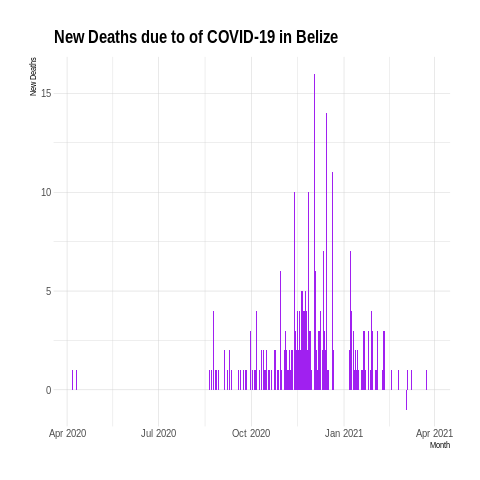 New Deaths due to of COVID-19 in Belize
New Deaths
15
10
5
0
Apr 2020
Jul 2020
Oct 2020
Jan 2021
Apr 2021
Month